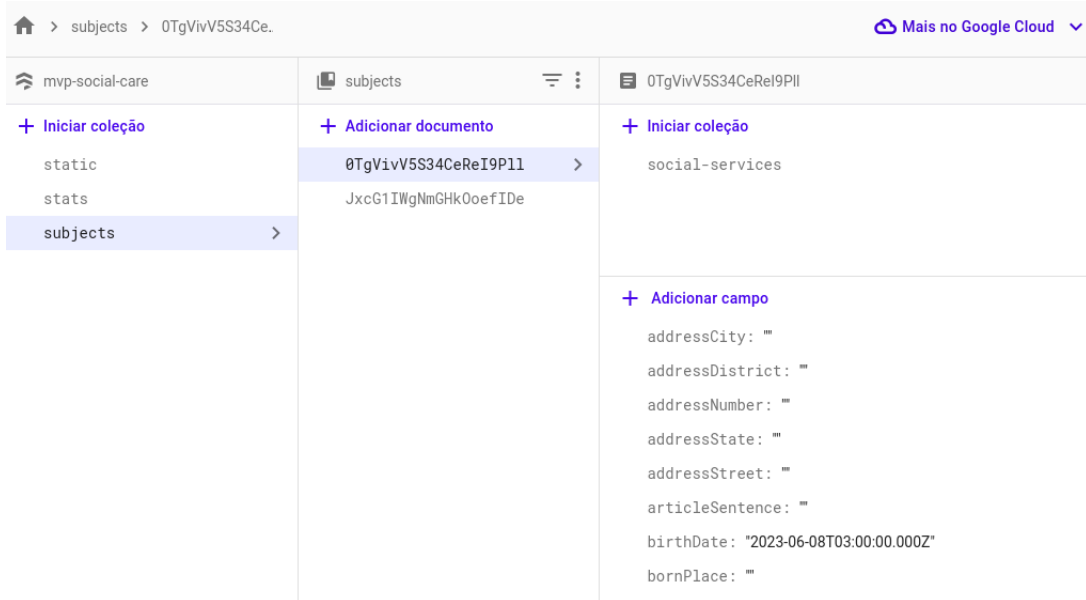 subjects > 0TgVivV5S34Ce..
Mais no Google Cloud
mvp-social-care
subjects
0TgVivV5S34CeReI9Pll
Iniciar coleção
Adicionar documento
Iniciar coleção
static
0TgVivV5S34CeReI9Pll
social-services
stats
JxcG1IWgNmGHkOoefIDe
subjects
Adicionar campo
addressCity: ""
addressDistrict: ""
addressNumber: ""
addressState: ""
addressStreet: ""
articleSentence: ""
birthDate: "2023-06-08T03:00:00.000Z"
bornPlace: ""